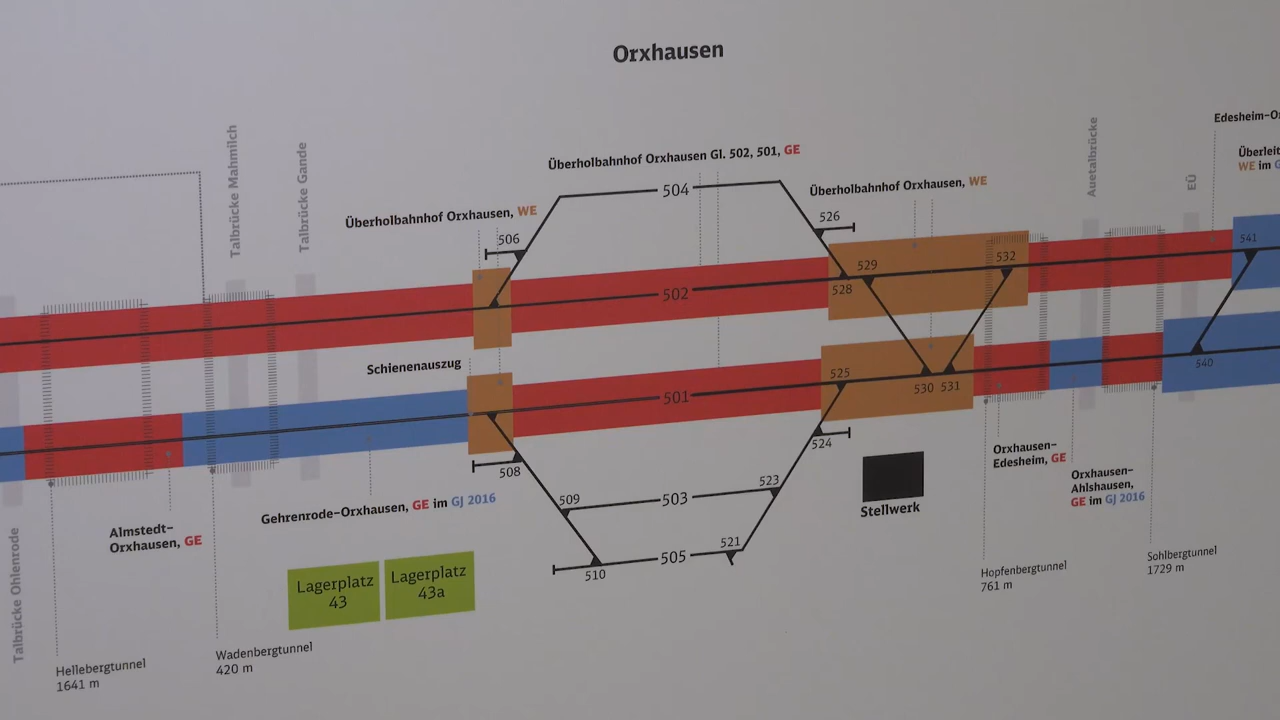 Orxhausen
Edesheim-O
Überholbahnhof Orxhausen Gl. 502, 501, GE
Überleit
WE im G
Überholbahnhof Orxhausen, WE
Überholbahnhof Orxhausen, WE
Talbrücke Mahmilch
Talbrücke Gande
Auetalbrücke
EÜ
504
506
526
529
532
541
528
502
Schienenauszug
525
530
531
540
501
524
508
509
503
523
521
505
510
Orxhausen-
Edesheim, GE
Orxhausen-
Ahlshausen,
GE im GJ 2016
Stellwerk
Gehrenrode-Orxhausen, GE im GJ 2016
Almstedt-
Orxhausen, GE
Talbrücke Ohlenrode
Lagerplatz
43
Lagerplatz
43a
Hopfenbergtunnel
761 m
Sohlbergtunnel
1729 m
Hellebergtunnel
1641 m
Wadenbergtunnel
420 m